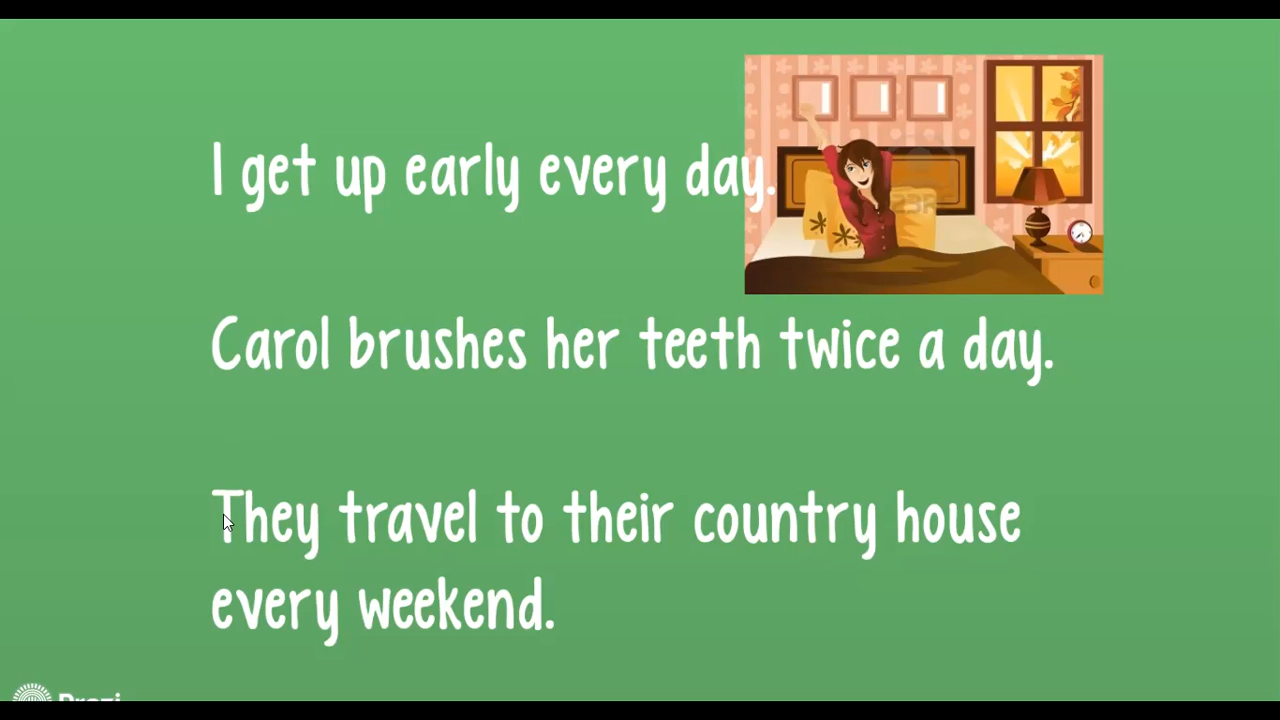 I get up early every day.
Carol brushes her teeth twice a day.
They travel to their country house
every weekend.
Prezi